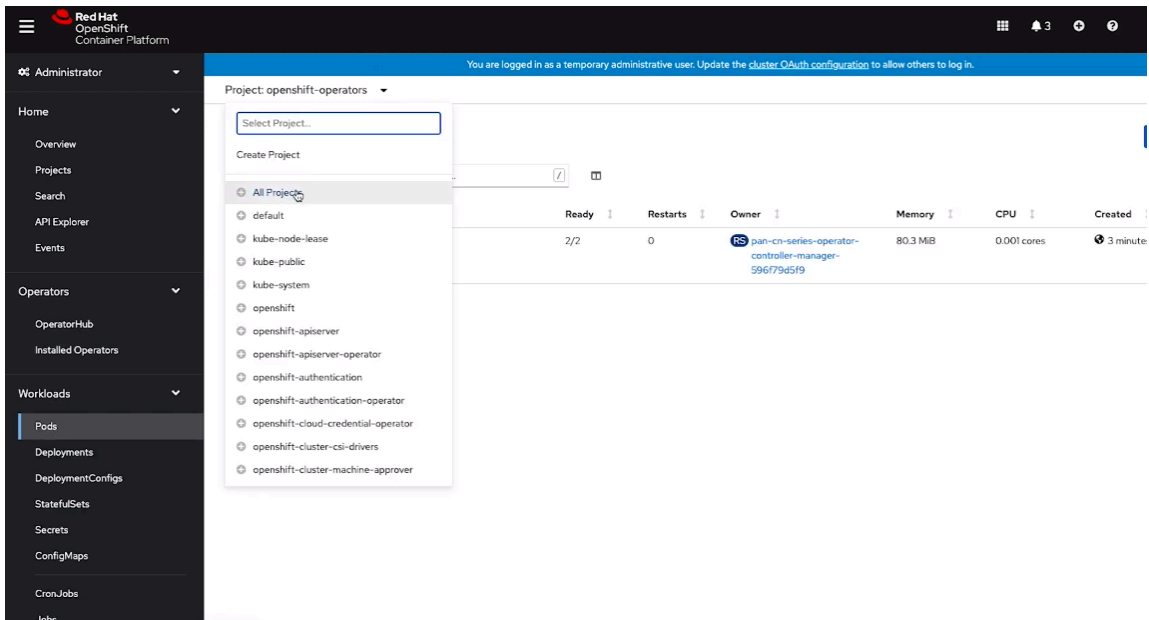 Red Hat
OpenShift
Container Platform
3
Administrator
You are logged in as a temporary administrative user. Update the cluster OAuth configuration to allow others to log in.
Project: openshift-operators
Home
Overview
Projects
Search
API Explorer
Events
Operators
OperatorHub
Installed Operators
Workloads
Pods
Deployments
DeploymentConfigs
StatefulSets
Secrets
ConfigMaps
CronJobs
Jobs
Select Project...
Create Project
All Projects
default
kube-node-lease
kube-public
kube-system
openshift
openshift-apiserver
openshift-apiserver-operator
openshift-authentication
openshift-authentication-operator
openshift-cloud-credential-operator
openshift-cluster-csi-drivers
openshift-cluster-machine-approver
/
Ready Restarts Owner Memory CPU Created
2/2 0 RS pan-cn-series-operator- 80.3 MiB 0.001 cores 3 minute
controller-manager-
596f79d5f9